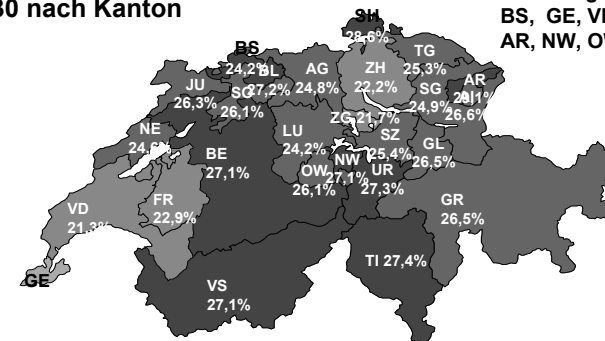 30 nach Kanton
BS, GE, VD
AR, NW, OW
SH
28,6%
BS
24,2%
BL
27,2%
TG
25,3%
JU
26,3%
SO
26,1%
AG
24,8%
ZH
22,2%
SG
24,9%
AR
AI
26,6%
NE
24,6%
BE
27,1%
LU
24,2%
ZG 21,7%
SZ
25,4%
GL
26,5%
NW
27,1%
OW
26,1%
UR
27,3%
GR
26,5%
VD
21,3%
FR
22,9%
GE
VS
27,1%
TI 27,4%